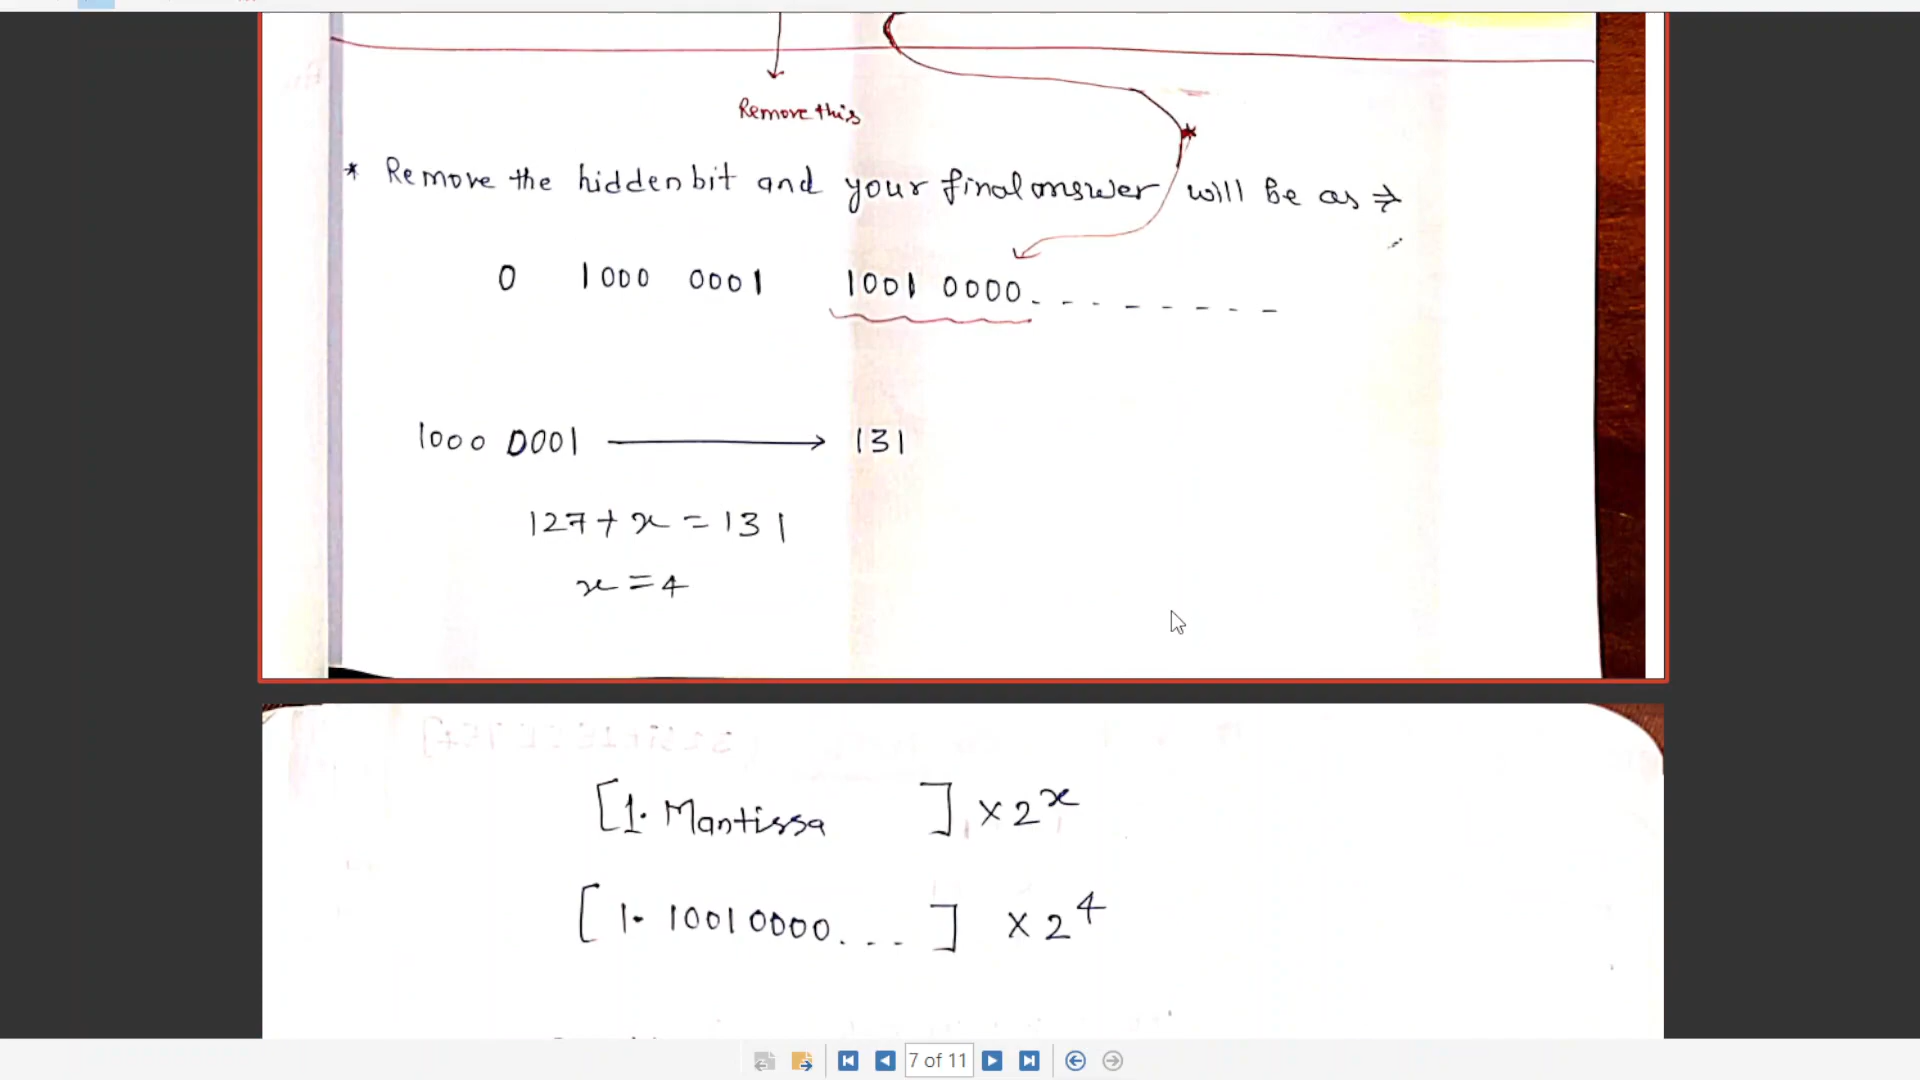 Remove this
* Remove the hidden bit and your final answer will be as ⇒
0 1000 0001 1001 0000. - - - - - - - -
1000 0001 → 131
127 + x = 131
x = 4
[1. Mantissa ] × 2^x
[1. 10010000. . . . ] × 2^4
7 of 11